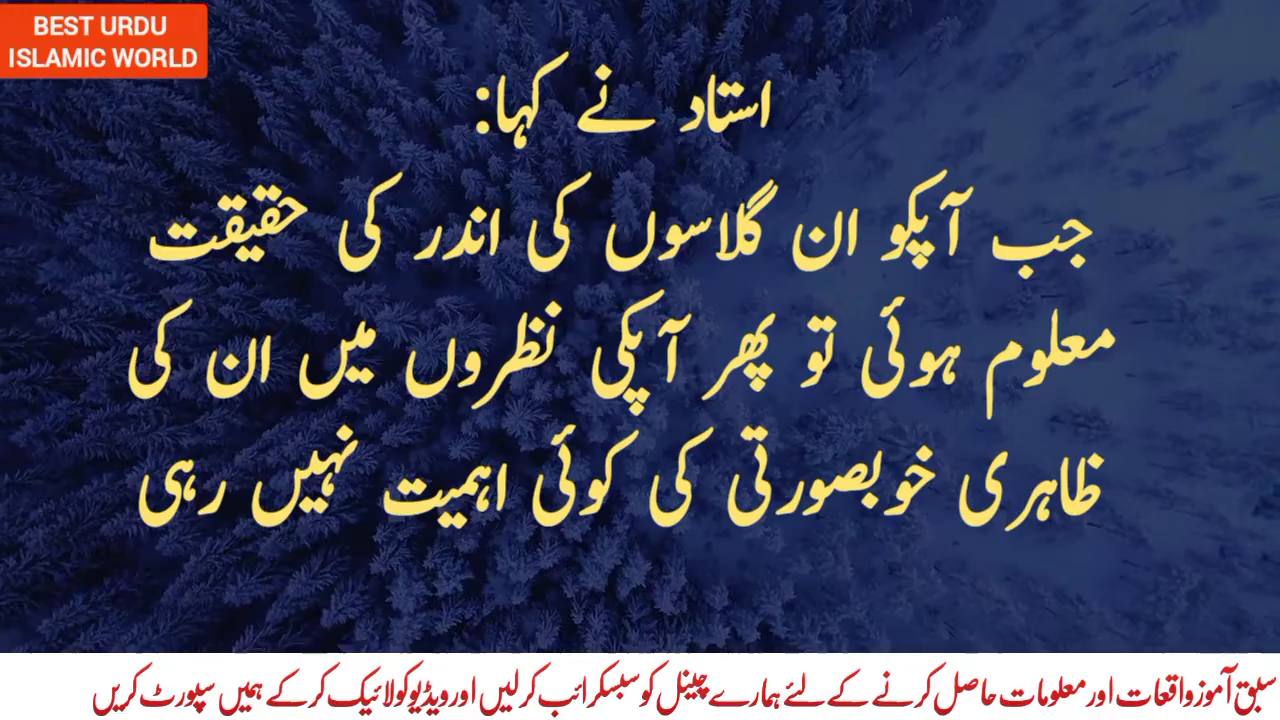 BEST URDU
ISLAMIC WORLD
استاد نے کہا:
جب آپکو ان گلاسوں کی اندر کی حقیقت
معلوم ہوئی تو پھر آپکی نظروں میں ان کی
ظاہری خوبصورتی کی کوئی اہمیت نہیں رہی
سبق آموز واقعات اور معلومات حاصل کرنے کے لئے ہمارے چینل کو سبسکرائب کرلیں اور ویڈیو کو لائیک کرکے ہمیں سپورٹ کریں